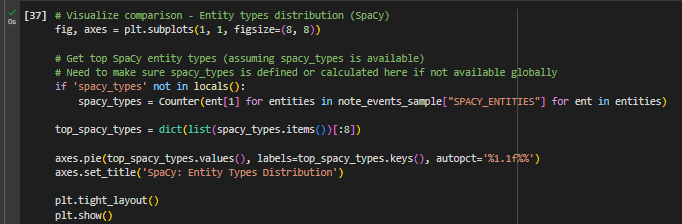 [37] # Visualize comparison - Entity types distribution (SpaCy)
fig, axes = plt.subplots(1, 1, figsize=(8, 8))
0s
# Get top SpaCy entity types (assuming spacy_types is available)
# Need to make sure spacy_types is defined or calculated here if not available globally
if 'spacy_types' not in locals():
    spacy_types = Counter(ent[1] for entities in note_events_sample["SPACY_ENTITIES"] for ent in entities)
top_spacy_types = dict(list(spacy_types.items())[:8])
axes.pie(top_spacy_types.values(), labels=top_spacy_types.keys(), autopct='%1.1f%%')
axes.set_title('SpaCy: Entity Types Distribution')
plt.tight_layout()
plt.show()